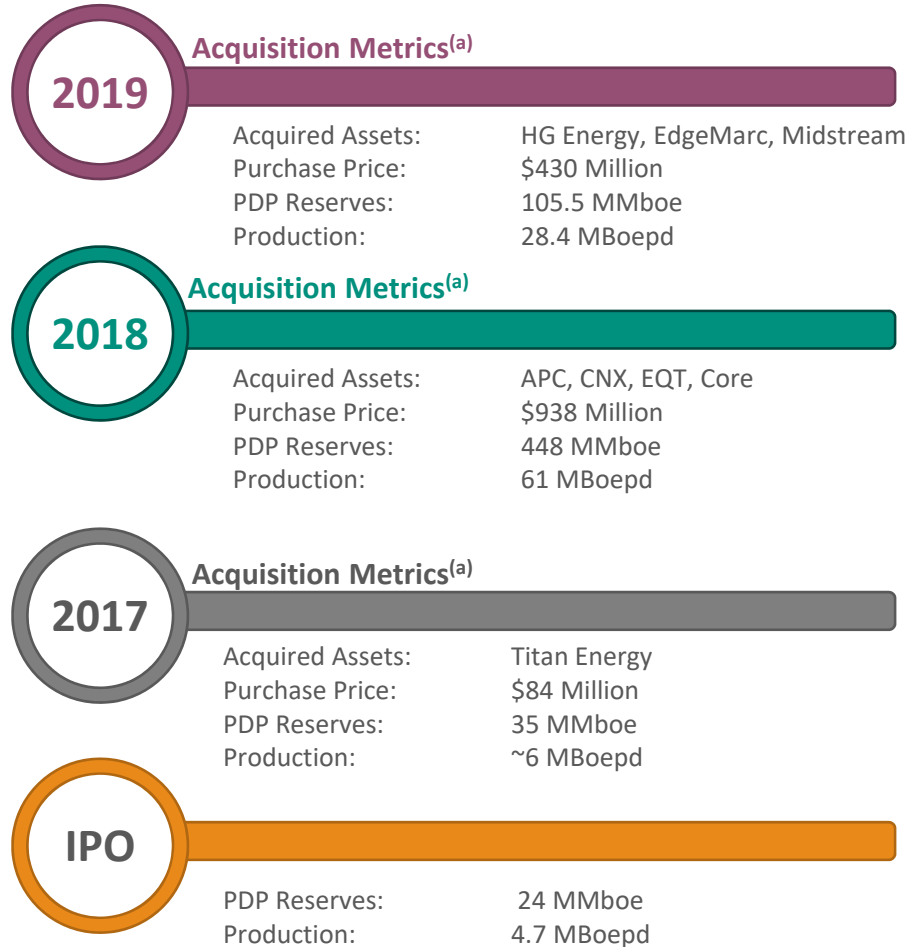 Acquisition Metrics(a)
2019
Acquired Assets: HG Energy, EdgeMarc, Midstream
Purchase Price: $430 Million
PDP Reserves: 105.5 MMboe
Production: 28.4 MBoepd
Acquisition Metrics(a)
2018
Acquired Assets: APC, CNX, EQT, Core
Purchase Price: $938 Million
PDP Reserves: 448 MMboe
Production: 61 MBoepd
Acquisition Metrics(a)
2017
Acquired Assets: Titan Energy
Purchase Price: $84 Million
PDP Reserves: 35 MMboe
Production: ~6 MBoepd
IPO
PDP Reserves: 24 MMboe
Production: 4.7 MBoepd